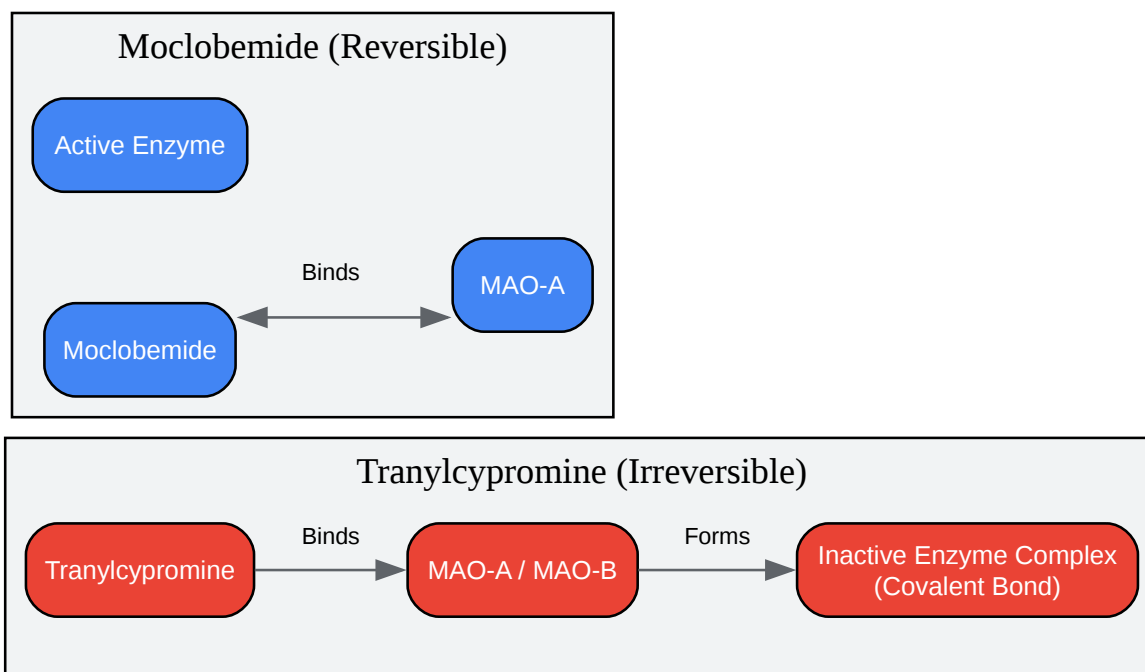 Moclobemide (Reversible)
Active Enzyme
Binds
MAO-A
Moclobemide
Tranylcypromine (Irreversible)
Tranylcypromine
Binds
MAO-A / MAO-B
Forms
Inactive Enzyme Complex
(Covalent Bond)